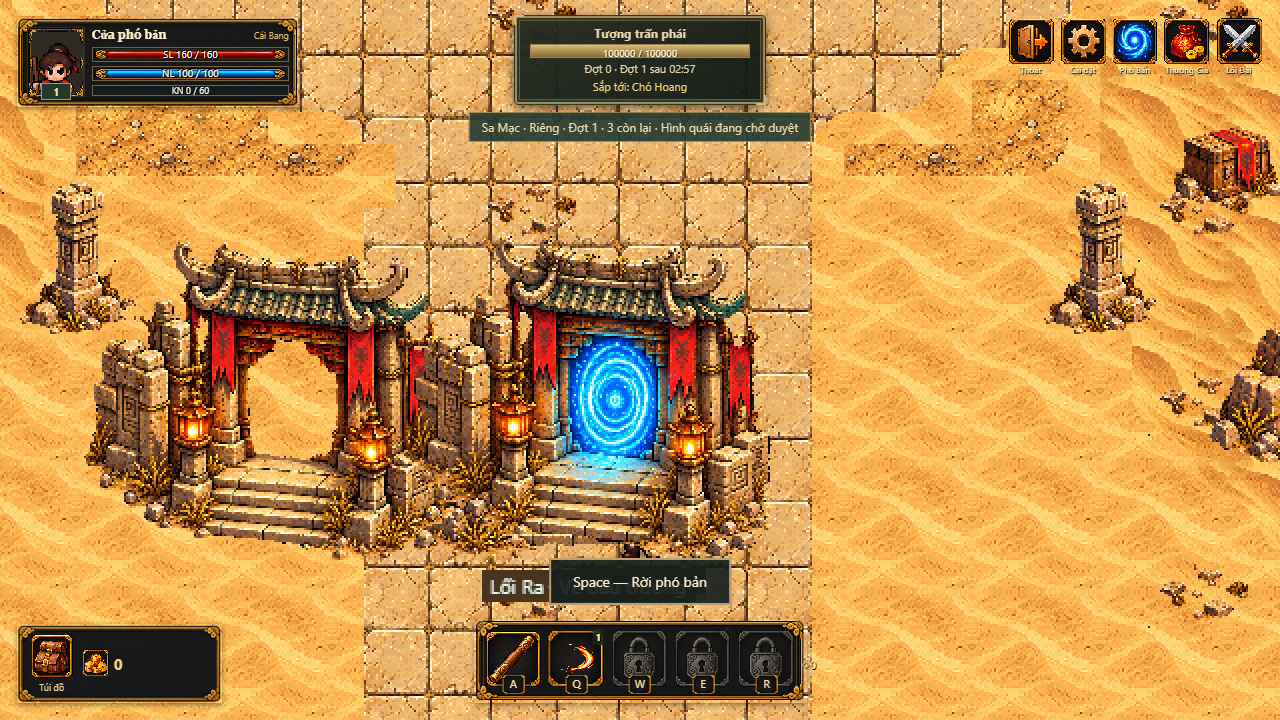 Cửa phó bản
Cái Bang
SL 160 / 160
NL 100 / 100
KN 0 / 60
1
Tượng trấn phái
100000 / 100000
Đợt 0 · Đợt 1 sau 02:57
Sắp tới: Chó Hoang
Sa Mạc · Riêng · Đợt 1 · 3 còn lại · Hình quái đang chờ duyệt
Thoát
Cài đặt
Phó Bản
Thương Gia
Lôi Đài
Lối Ra
Space — Rời phó bản
Túi đồ
0
1
A
Q
W
E
R